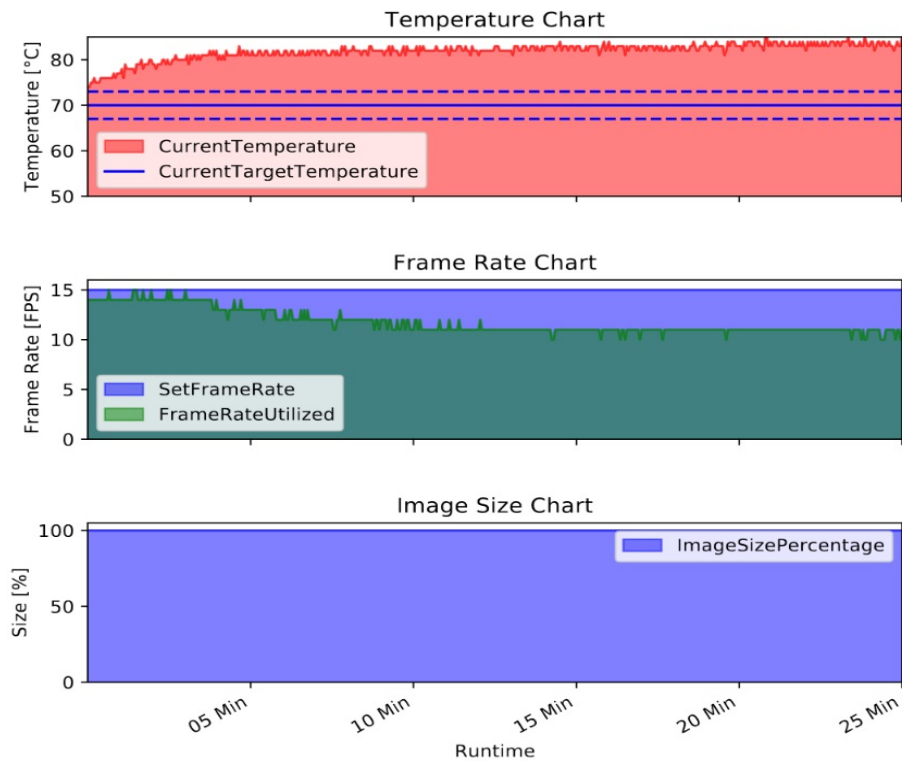 Temperature Chart
Temperature [°C]
80
70
60
50
CurrentTemperature
CurrentTargetTemperature
Frame Rate Chart
Frame Rate [FPS]
15
10
5
0
SetFrameRate
FrameRateUtilized
Image Size Chart
Size [%]
100
50
0
ImageSizePercentage
05 Min
10 Min
15 Min
20 Min
25 Min
Runtime